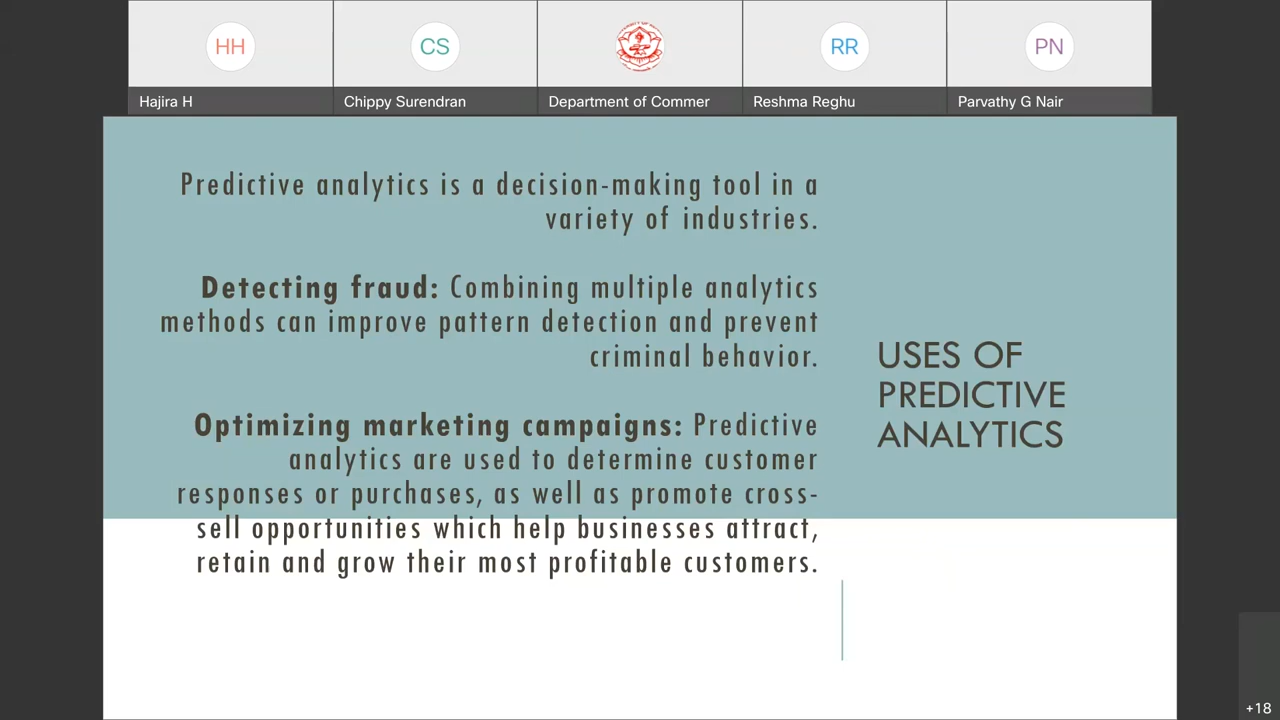 HH
CS
RR
PN
Hajira H
Chippy Surendran
Department of Commer
Reshma Reghu
Parvathy G Nair
Predictive analytics is a decision-making tool in a
variety of industries.
Detecting fraud: Combining multiple analytics
methods can improve pattern detection and prevent
criminal behavior.
Optimizing marketing campaigns: Predictive
analytics are used to determine customer
responses or purchases, as well as promote cross-
sell opportunities which help businesses attract,
retain and grow their most profitable customers.
USES OF
PREDICTIVE
ANALYTICS
+18